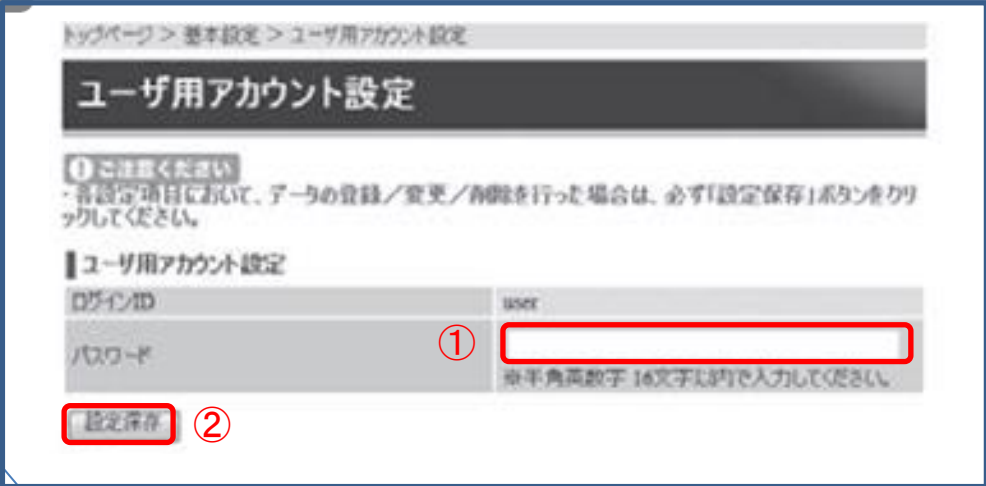 トップページ > 基本設定 > ユーザ用アカウント設定
ユーザ用アカウント設定
ご注意ください
・各設定項目において、データの登録／変更／削除を行った場合は、必ず「設定保存」ボタンをクリ
ックしてください。
ユーザ用アカウント設定
ログインID user
パスワード ①
※半角英数字 16文字以内で入力してください。
設定保存 ②